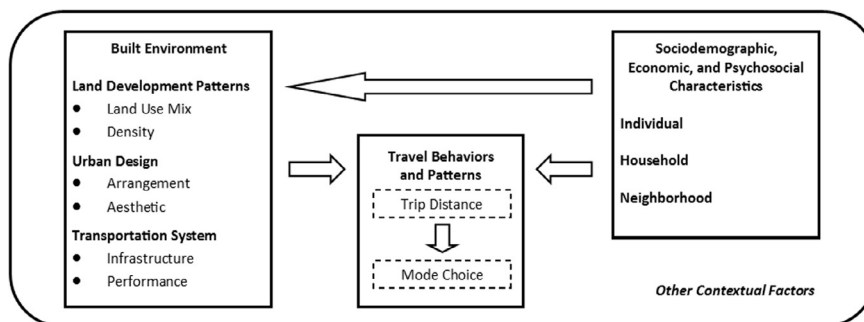 Built Environment
Land Development Patterns
● Land Use Mix
● Density
Urban Design
● Arrangement
● Aesthetic
Transportation System
● Infrastructure
● Performance
Travel Behaviors
and Patterns
Trip Distance
Mode Choice
Sociodemographic,
Economic, and Psychosocial
Characteristics
Individual
Household
Neighborhood
Other Contextual Factors